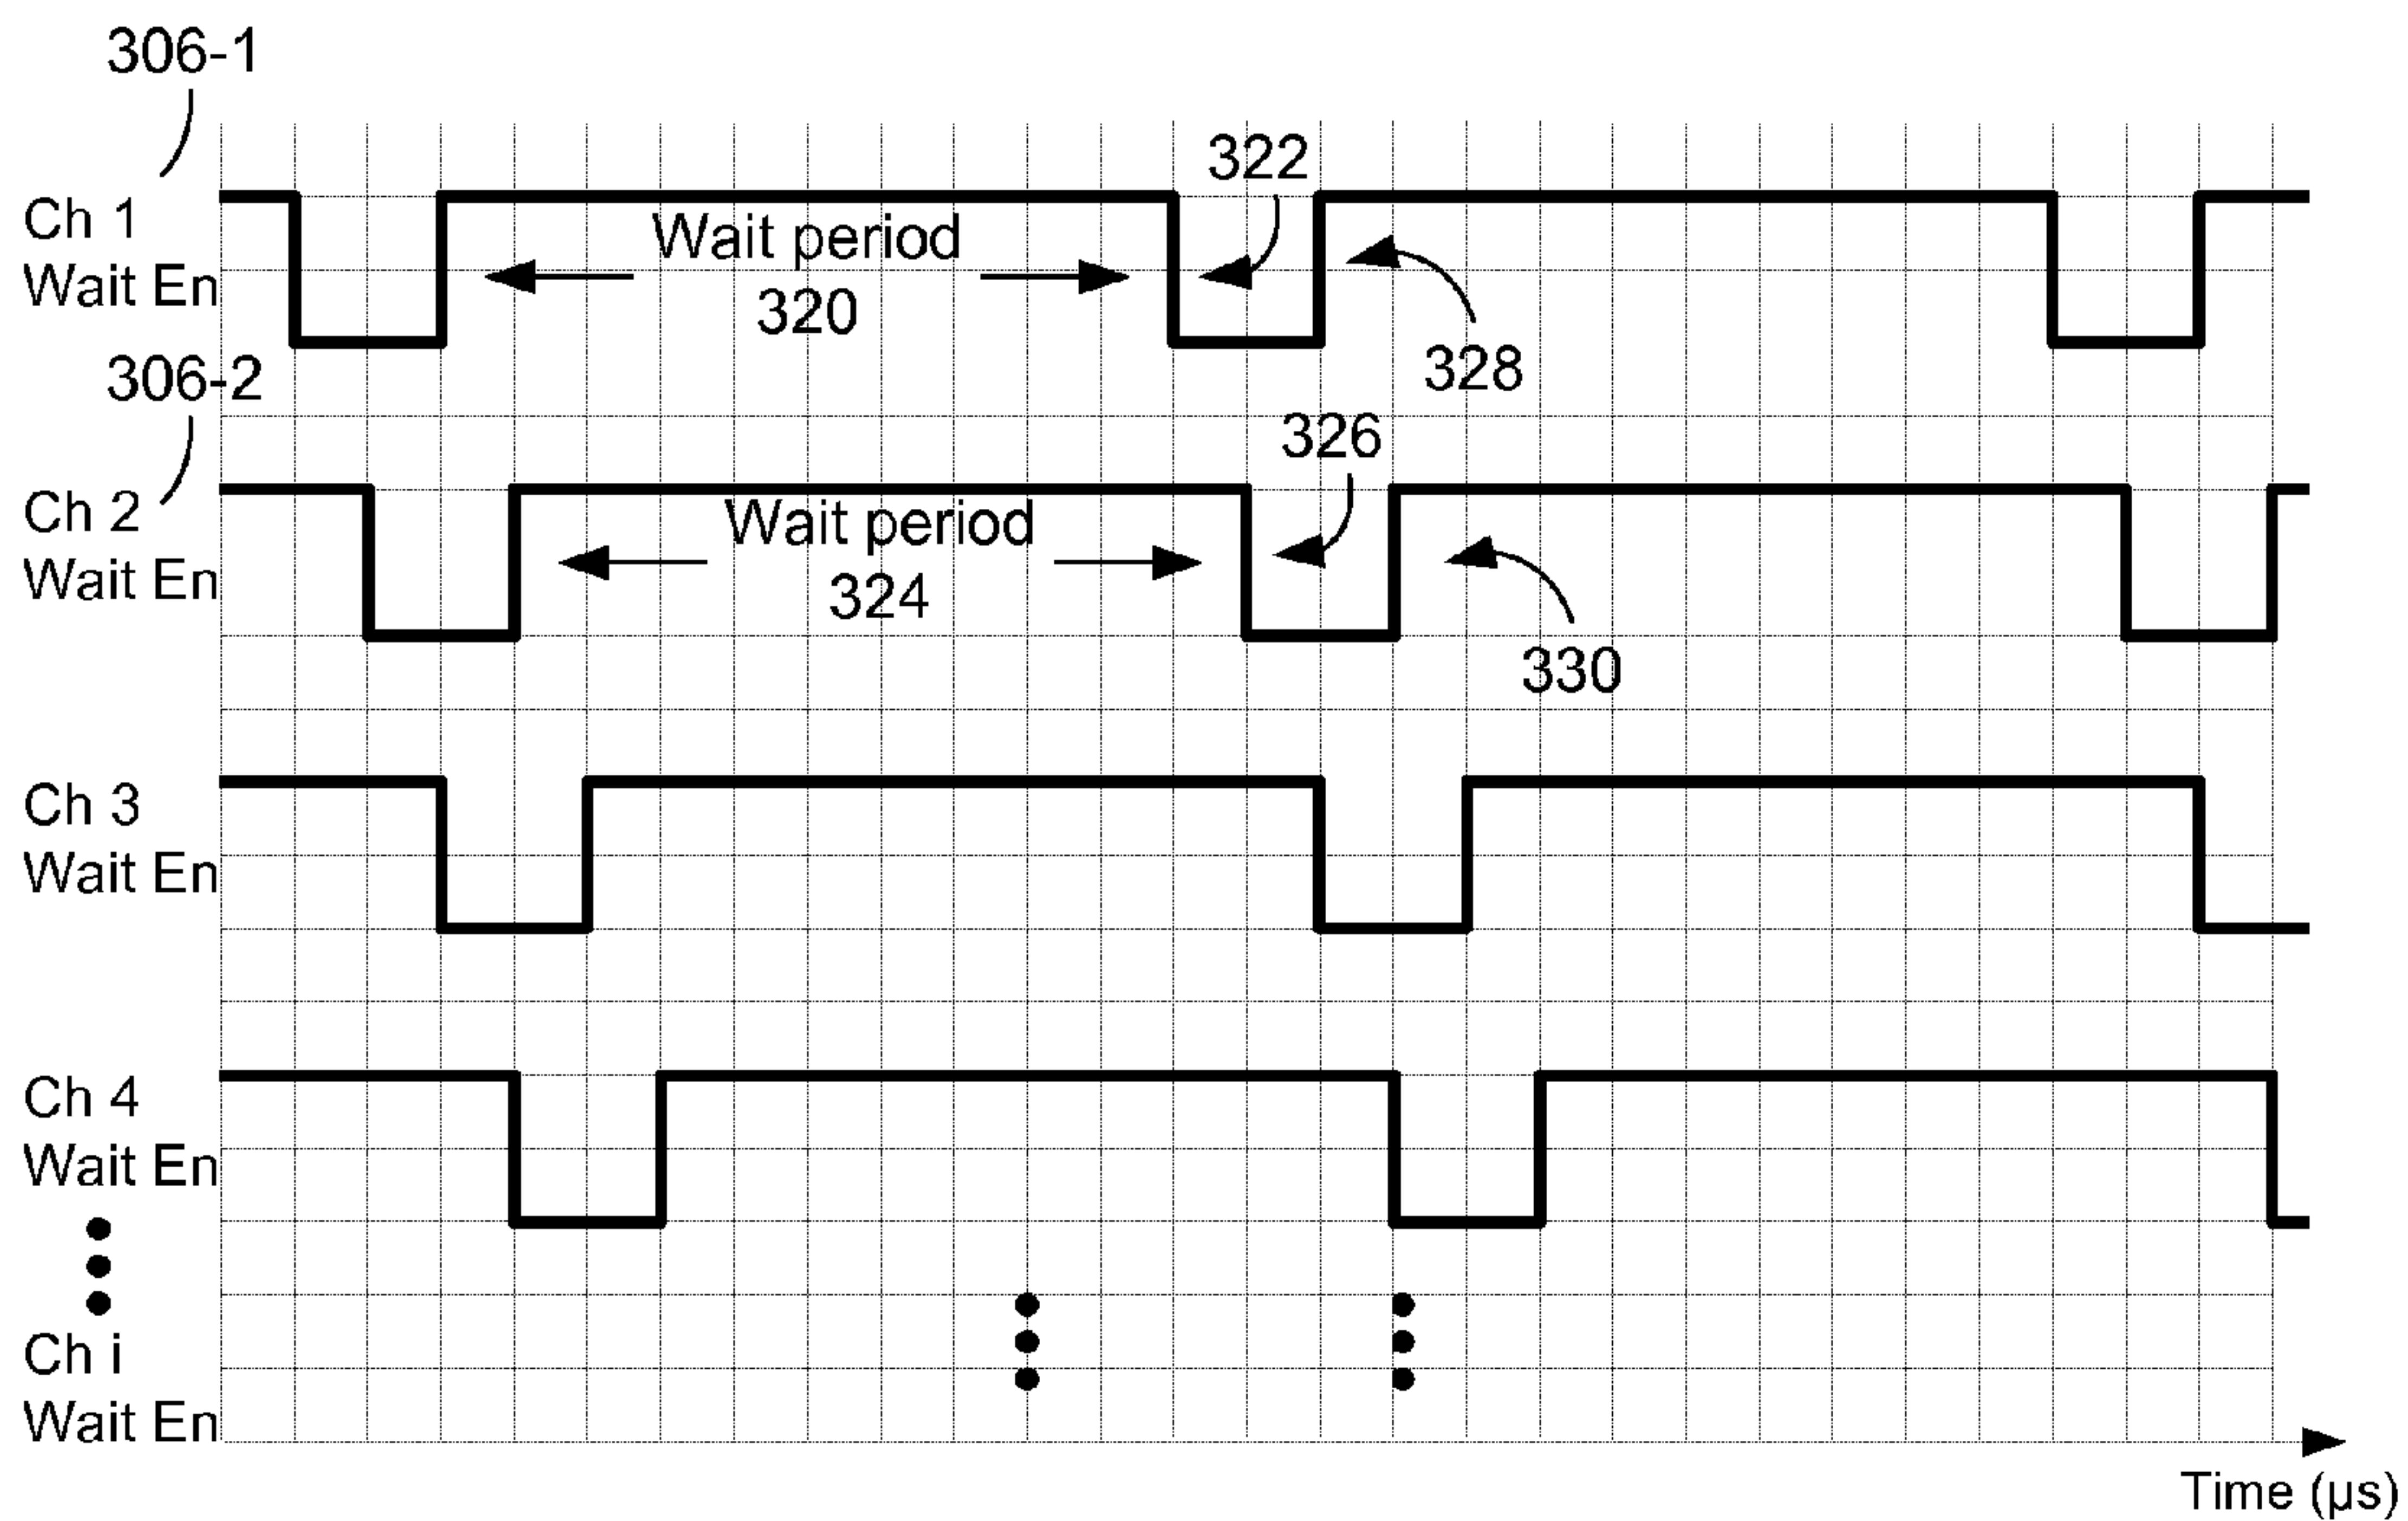 306-1
322
Ch 1
Wait En
Wait period
320
328
306-2
326
Ch 2
Wait En
Wait period
324
330
Ch 3
Wait En
Ch 4
Wait En
Ch i
Wait En
Time (µs)